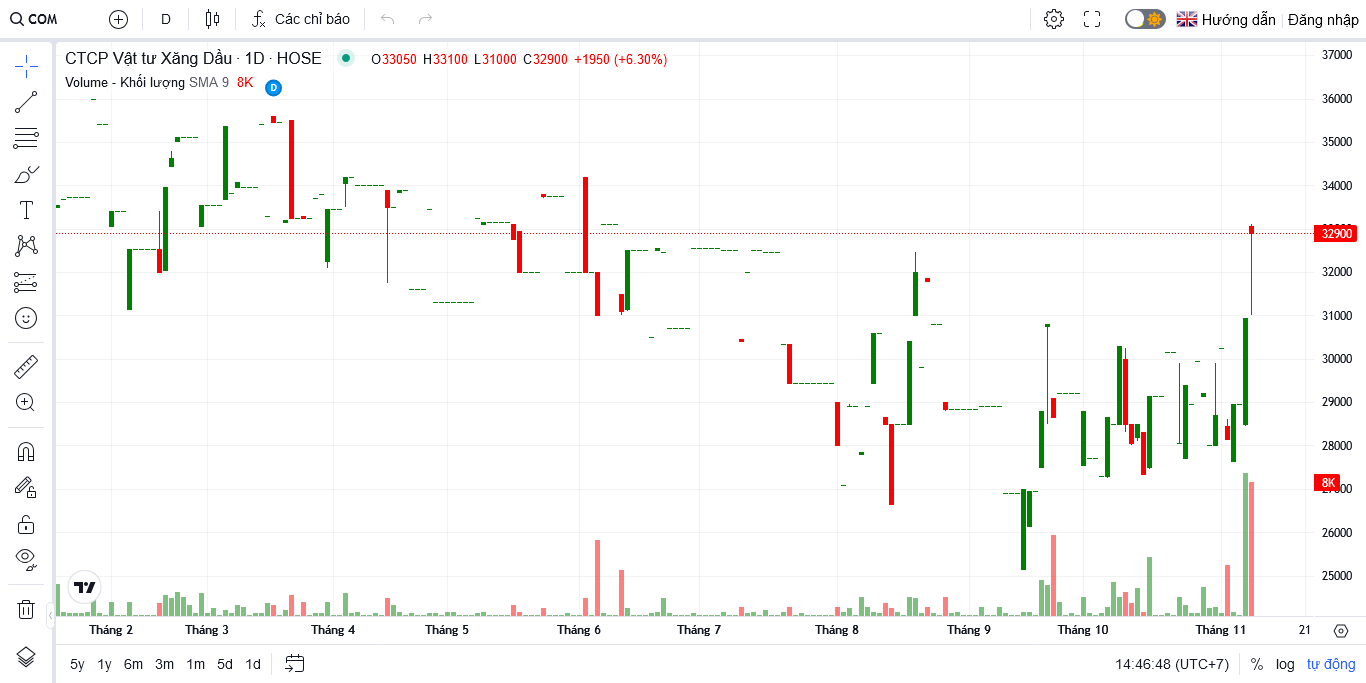 COM D Các chỉ báo Hướng dẫn Đăng nhập
CTCP Vật tư Xăng Dầu · 1D · HOSE O33050 H33100 L31000 C32900 +1950 (+6.30%)
Volume - Khối lượng SMA 9 8K
D
37000
36000
35000
34000
32900
32000
31000
30000
29000
28000
8K
26000
25000
Tháng 2 Tháng 3 Tháng 4 Tháng 5 Tháng 6 Tháng 7 Tháng 8 Tháng 9 Tháng 10 Tháng 11 21
5y 1y 6m 3m 1m 5d 1d 14:46:48 (UTC+7) % log tự động